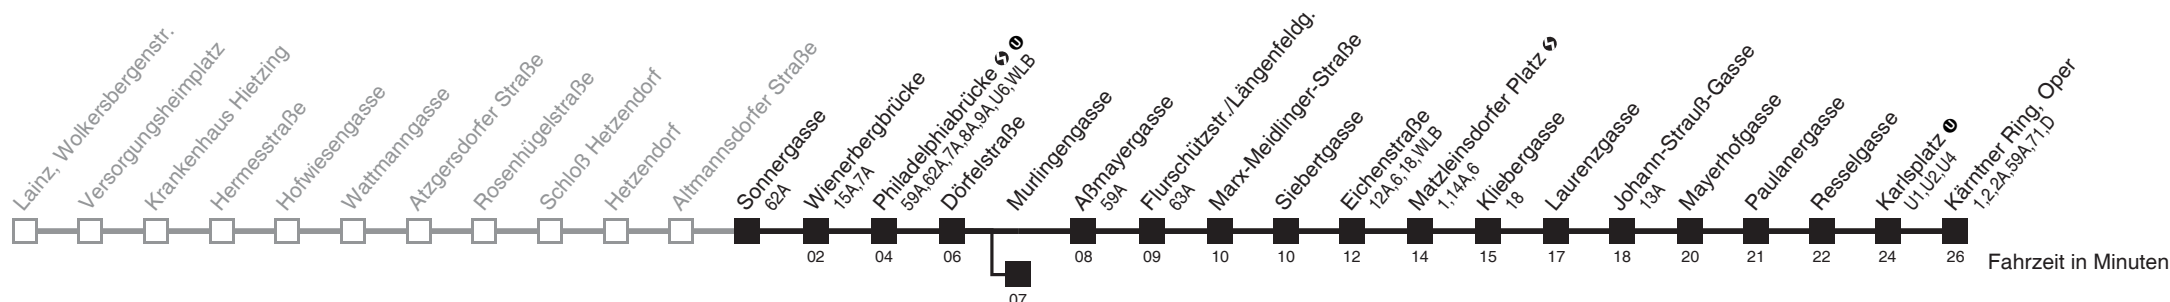 Lainz, Wolkersbergenstr.
Versorgungsheimplatz
Krankenhaus Hietzing
Hermesstraße
Hofwiesengasse
Wattmanngasse
Atzgersdorfer Straße
Rosenhügelstraße
Schloß Hetzendorf
Hetzendorf
Altmannsdorfer Straße
Sonnergasse
62A
Wienerbergbrücke
15A,7A
Philadelphiabrücke S U
59A,62A,7A,8A,9A,U6,WLB
Dörfelstraße
Murlingengasse
Aßmayergasse
59A
Flurschützstr./Längenfeldg.
63A
Marx-Meidlinger-Straße
Siebertgasse
Eichenstraße
12A,6,18,WLB
Matzleinsdorfer Platz S
1,14A,6
Kliebergasse
18
Laurenzgasse
Johann-Strauß-Gasse
13A
Mayerhofgasse
Paulanergasse
Resselgasse
Karlsplatz U
U1,U2,U4
Kärntner Ring, Oper
1,2,2A,59A,71,D
02 04 06 08 09 10 10 12 14 15 17 18 20 21 22 24 26 Fahrzeit in Minuten
07